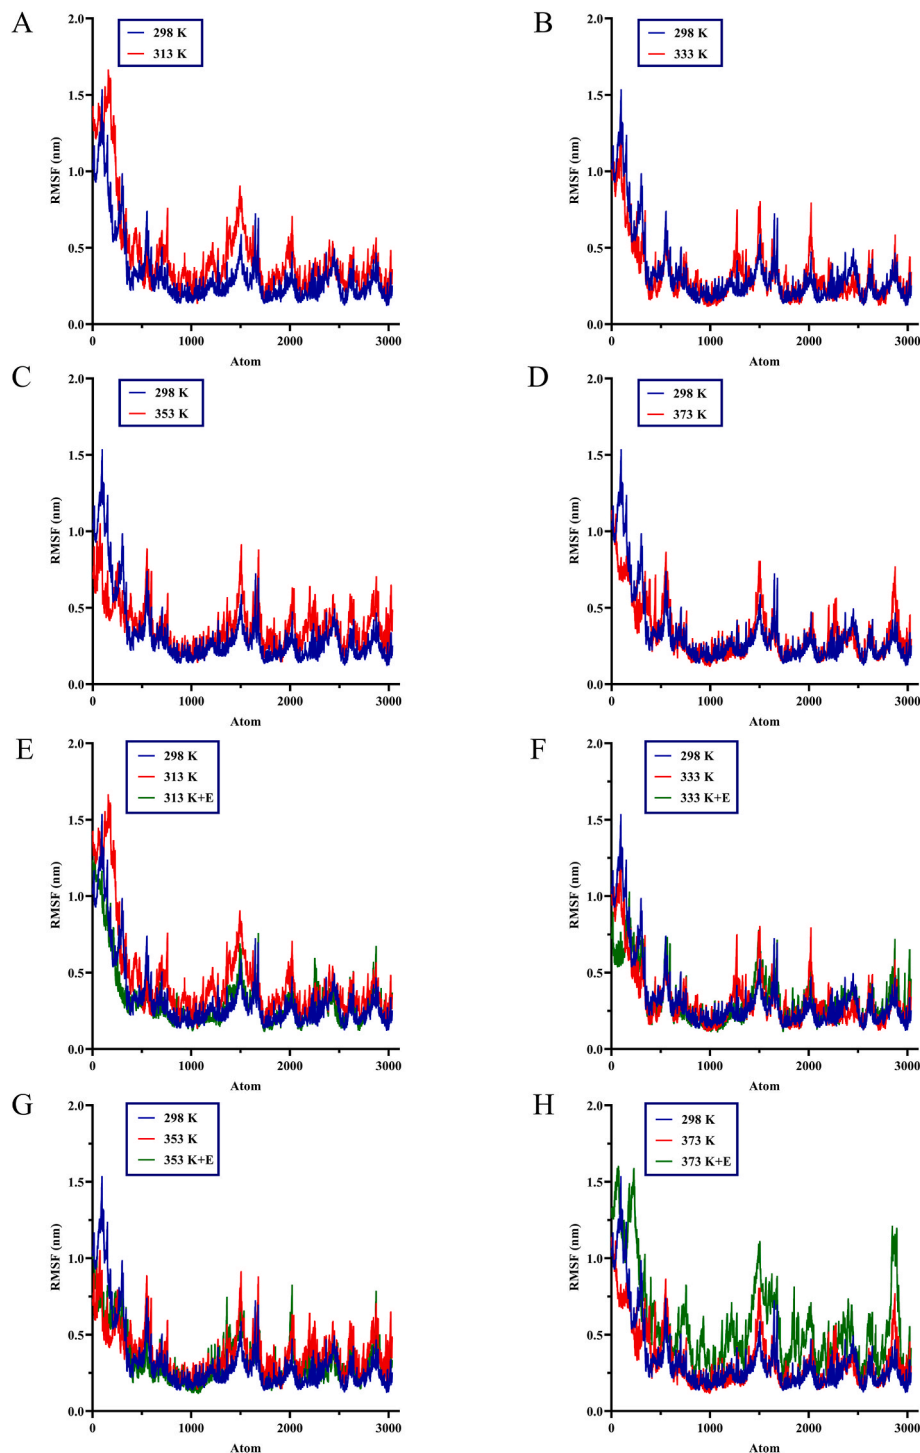 A
2.0
298 K
313 K
1.5
1.0
0.5
0.0
RMSF (nm)
0
1000
2000
3000
Atom
B
2.0
298 K
333 K
1.5
1.0
0.5
0.0
RMSF (nm)
0
1000
2000
3000
Atom
C
2.0
298 K
353 K
1.5
1.0
0.5
0.0
RMSF (nm)
0
1000
2000
3000
Atom
D
2.0
298 K
373 K
1.5
1.0
0.5
0.0
RMSF (nm)
0
1000
2000
3000
Atom
E
2.0
298 K
313 K
313 K+E
1.5
1.0
0.5
0.0
RMSF (nm)
0
1000
2000
3000
Atom
F
2.0
298 K
333 K
333 K+E
1.5
1.0
0.5
0.0
RMSF (nm)
0
1000
2000
3000
Atom
G
2.0
298 K
353 K
353 K+E
1.5
1.0
0.5
0.0
RMSF (nm)
0
1000
2000
3000
Atom
H
2.0
298 K
373 K
373 K+E
1.5
1.0
0.5
0.0
RMSF (nm)
0
1000
2000
3000
Atom